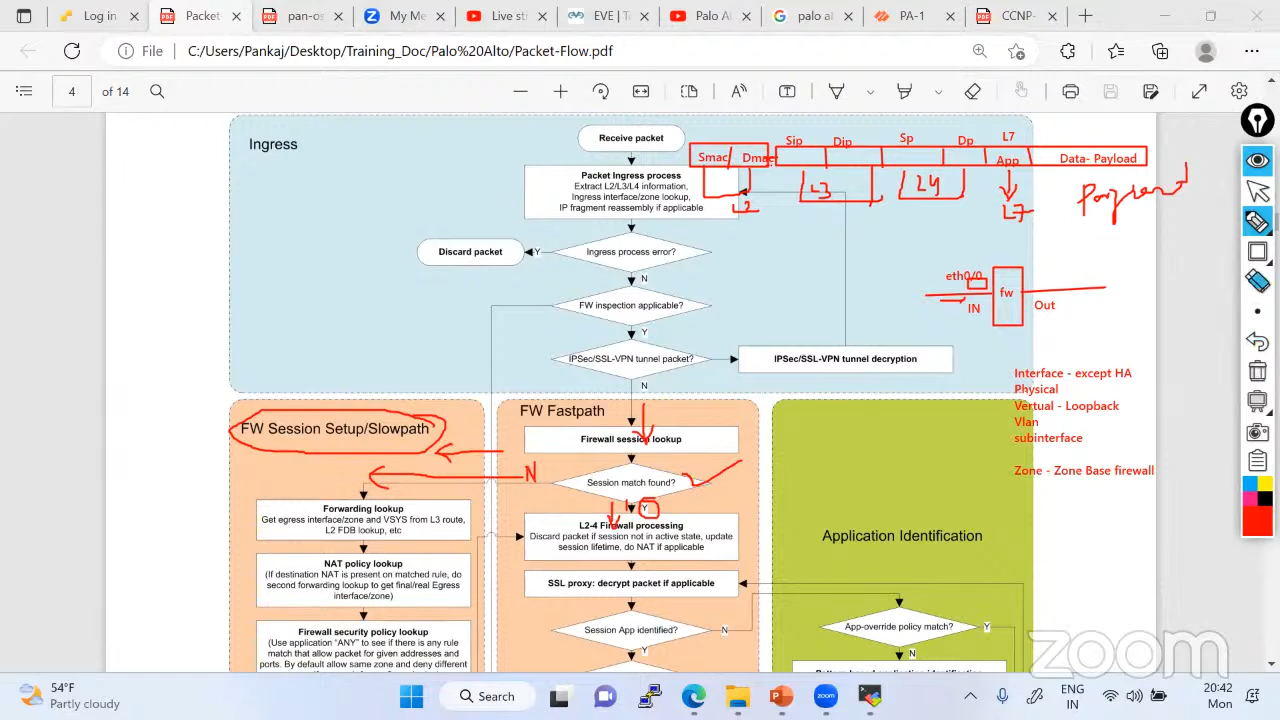 Log in
Packet
pan-os
My Mee
Live str
EVE | W
Palo Al
palo al
PA-1
CCNP-
File
C:/Users/Pankaj/Desktop/Training_Doc/Palo%20Alto/Packet-Flow.pdf
4
of 14
Ingress
Receive packet
Packet Ingress process
Extract L2/L3/L4 information,
Ingress interface/zone lookup,
IP fragment reassembly if applicable
Smac
Dmac
Sip
Dip
Sp
Dp
L7
App
Data- Payload
L2
L3
L4
L7
Payload
Discard packet
Y
Ingress process error?
N
FW inspection applicable?
Y
IPSec/SSL-VPN tunnel packet?
N
IPSec/SSL-VPN tunnel decryption
eth0/0
fw
IN
Out
Interface - except HA
Physical
Vertual - Loopback
Vlan
subinterface
Zone - Zone Base firewall
FW Session Setup/Slowpath
N
Forwarding lookup
Get egress interface/zone and VSYS from L3 route,
L2 FDB lookup, etc
NAT policy lookup
(If destination NAT is present on matched rule, do
second forwarding lookup to get final/real Egress
interface/zone)
Firewall security policy lookup
(Use application “ANY” to see if there is any rule
match that allow packet for given addresses and
ports. By default allow same zone and deny different
FW Fastpath
Firewall session lookup
Session match found?
Y
L2-4 Firewall processing
Discard packet if session not in active state, update
session lifetime, do NAT if applicable
SSL proxy: decrypt packet if applicable
Session App identified?
N
Y
Application Identification
App-override policy match?
Y
N
Pattern based application identification
zoom
54°F
Partly cloudy
Search
ENG
IN
20:42
Mon